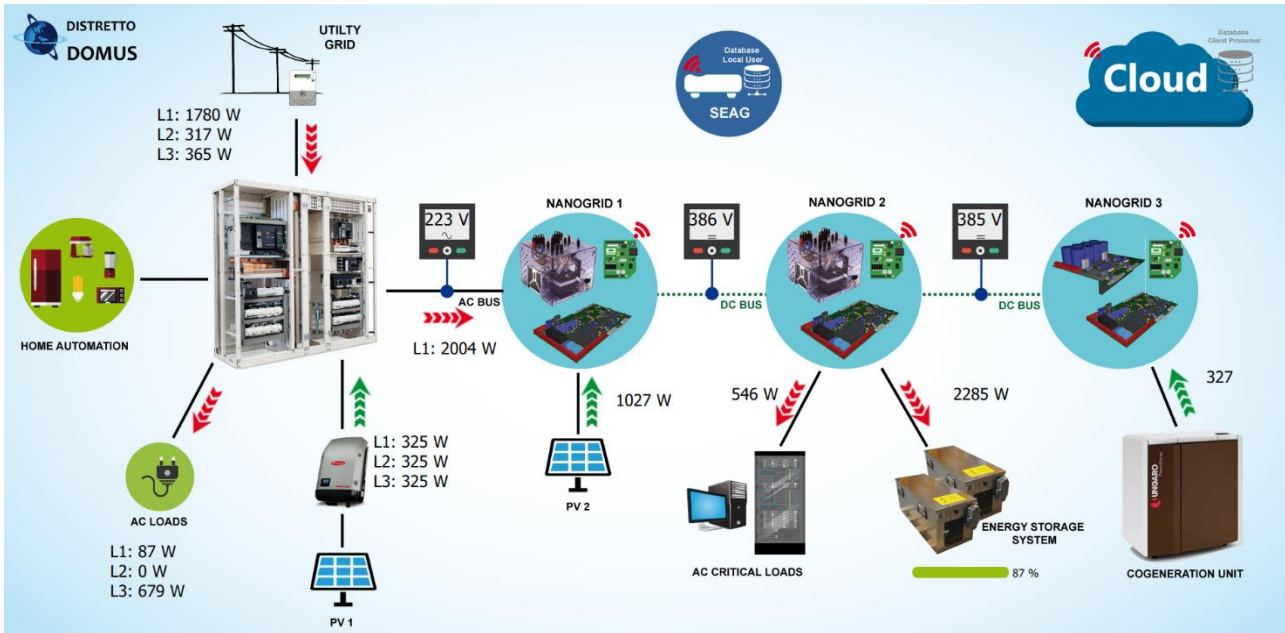 DISTRETTO
DOMUS
UTILTY
GRID
L1: 1780 W
L2: 317 W
L3: 365 W
Database
Local User
SEAG
Database
Client Prosumer
Cloud
HOME AUTOMATION
223 V
AC BUS
L1: 2004 W
NANOGRID 1
386 V
DC BUS
NANOGRID 2
385 V
DC BUS
NANOGRID 3
AC LOADS
L1: 87 W
L2: 0 W
L3: 679 W
L1: 325 W
L2: 325 W
L3: 325 W
PV 1
1027 W
PV 2
546 W
AC CRITICAL LOADS
2285 W
ENERGY STORAGE
SYSTEM
87 %
327
UNGARO
COGENERATION UNIT